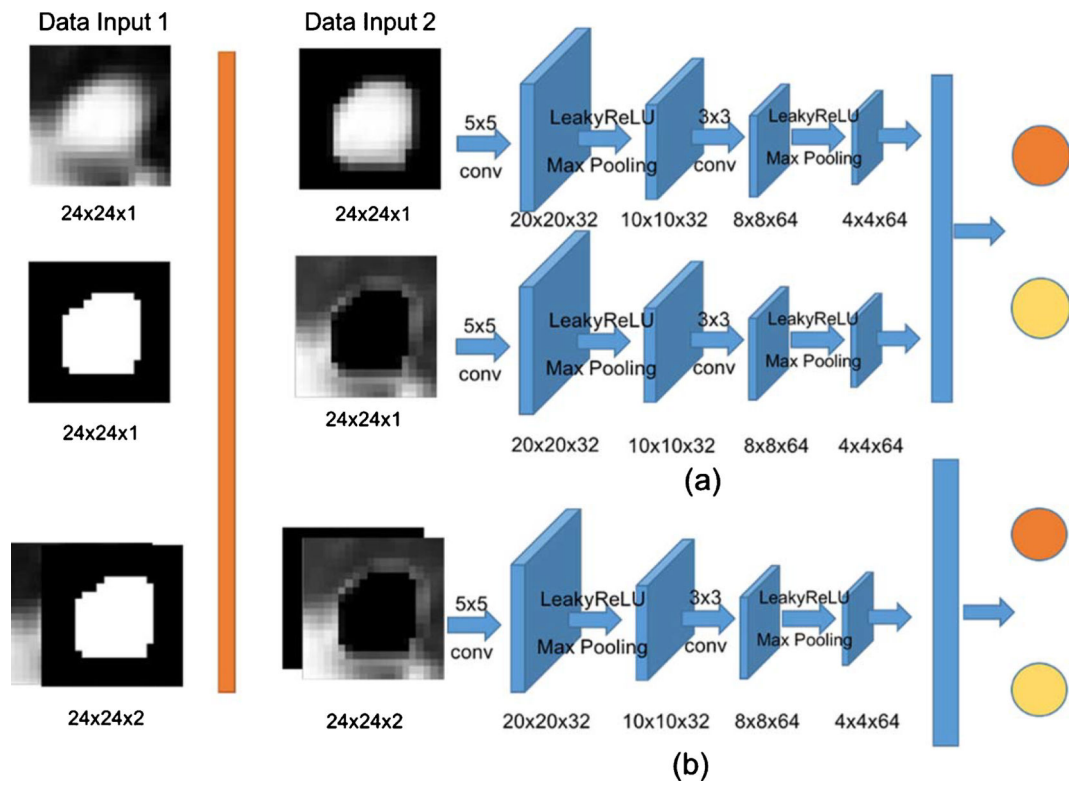 Data Input 1
Data Input 2
5x5
conv
LeakyReLU
Max Pooling
3x3
conv
LeakyReLU
Max Pooling
24x24x1
24x24x1
20x20x32
10x10x32
8x8x64
4x4x64
5x5
conv
LeakyReLU
Max Pooling
3x3
conv
LeakyReLU
Max Pooling
24x24x1
24x24x1
20x20x32
10x10x32
8x8x64
4x4x64
(a)
5x5
conv
LeakyReLU
Max Pooling
3x3
conv
LeakyReLU
Max Pooling
24x24x2
24x24x2
20x20x32
10x10x32
8x8x64
4x4x64
(b)